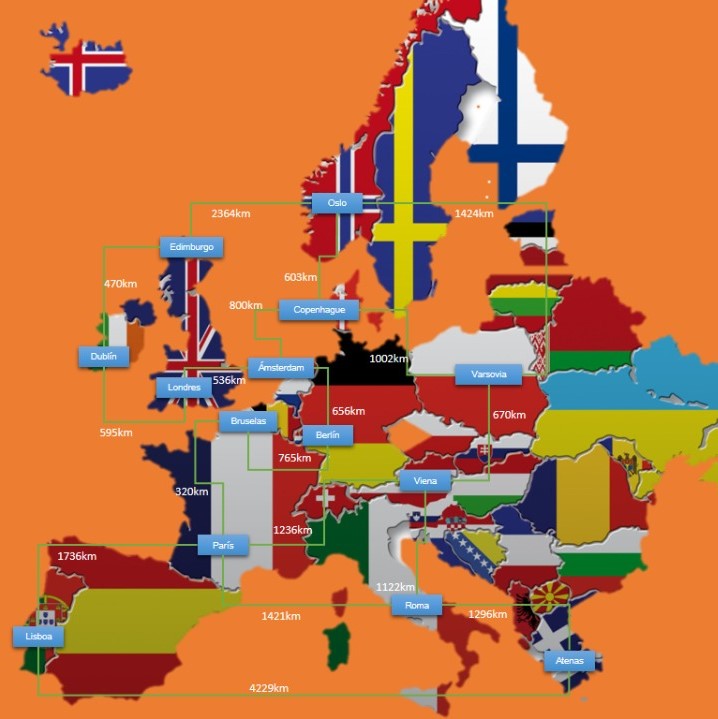 Oslo
2364km
1424km
Edimburgo
603km
470km
800km
Copenhague
1002km
Dublín
Ámsterdam
Varsovia
Londres
536km
656km
670km
Bruselas
595km
Berlín
765km
Viena
320km
1236km
París
1736km
1122km
Roma
1421km
1296km
Lisboa
Atenas
4229km